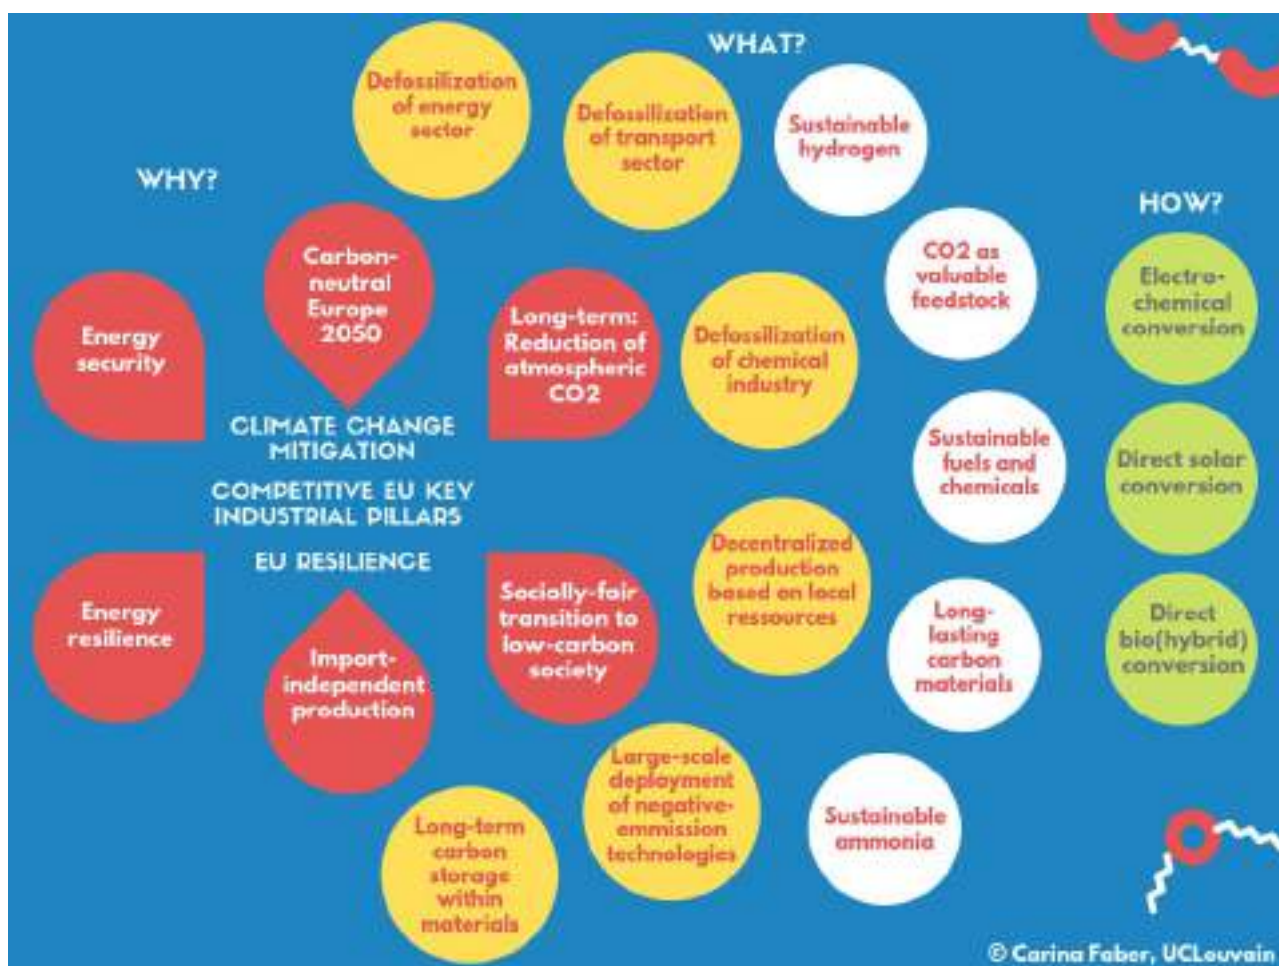 WHAT?
Defossilization
of energy
sector
Defossilization
of transport
sector
Sustainable
hydrogen
WHY?
HOW?
Carbon-
neutral
Europe
2050
CO2 as
valuable
feedstock
Electro-
chemical
conversion
Energy
security
Long-term:
Reduction of
atmospheric
CO2
Defossilization
of chemical
industry
CLIMATE CHANGE
MITIGATION
COMPETITIVE EU KEY
INDUSTRIAL PILLARS
EU RESILIENCE
Sustainable
fuels and
chemicals
Direct solar
conversion
Energy
resilience
Import-
independent
production
Socially-fair
transition to
low-carbon
society
Decentralized
production
based on local
ressources
Long-
lasting
carbon
materials
Direct
bio(hybrid)
conversion
Long-term
carbon
storage
within
materials
Large-scale
deployment
of negative-
emmission
technologies
Sustainable
ammonia
© Carina Faber, UCLouvain